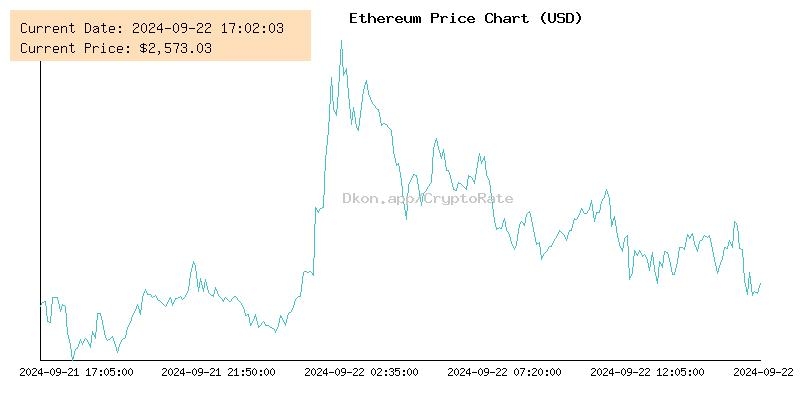 Ethereum Price Chart (USD)
Current Date: 2024-09-22 17:02:03
Current Price: $2,573.03
Dkon.app/CryptoRate
2024-09-21 17:05:00
2024-09-21 21:50:00
2024-09-22 02:35:00
2024-09-22 07:20:00
2024-09-22 12:05:00
2024-09-22